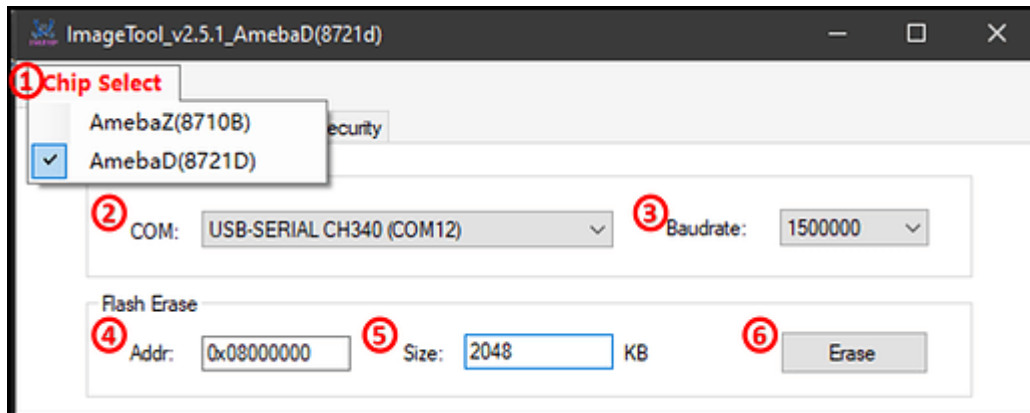 ImageTool_v2.5.1_AmebaD(8721d)
① Chip Select
AmebaZ(8710B)
ecurity
AmebaD(8721D)
② COM: USB-SERIAL CH340 (COM12) ③ Baudrate: 1500000
Flash Erase
④ Addr: 0x08000000 ⑤ Size: 2048 KB ⑥ Erase